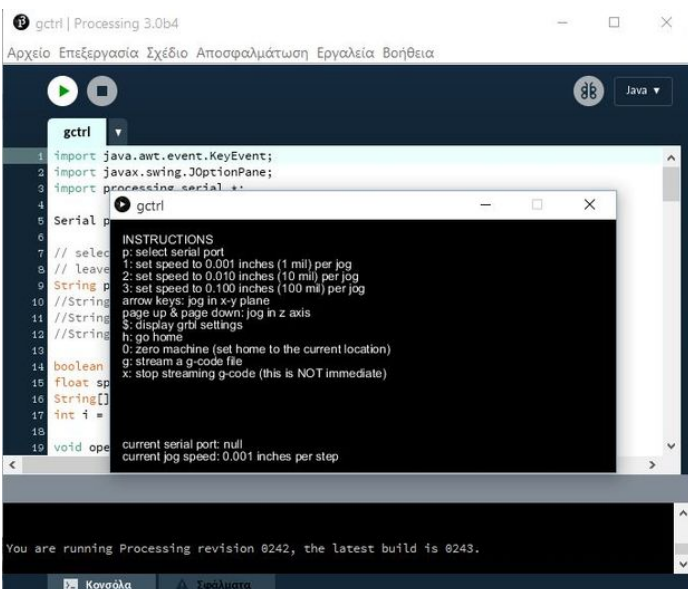 gctrl | Processing 3.0b4
Αρχείο Επεξεργασία Σχέδιο Αποσφαλμάτωση Εργαλεία Βοήθεια
Java
gctrl
1 import java.awt.event.KeyEvent;
2 import javax.swing.JOptionPane;
3 import processing.serial.*;
4
5 Serial p
6
7 // selec
8 // leave
9 String p
10 //String
11 //String
12 //String
13
14 boolean
15 float sp
16 String[]
17 int i =
18
19 void ope
gctrl
INSTRUCTIONS
p: select serial port
1: set speed to 0.001 inches (1 mil) per jog
2: set speed to 0.010 inches (10 mil) per jog
3: set speed to 0.100 inches (100 mil) per jog
arrow keys: jog in x-y plane
page up & page down: jog in z axis
$: display grbl settings
h: go home
0: zero machine (set home to the current location)
g: stream a g-code file
x: stop streaming g-code (this is NOT immediate)
current serial port: null
current jog speed: 0.001 inches per step
You are running Processing revision 0242, the latest build is 0243.
Κονσόλα
Σφάλματα